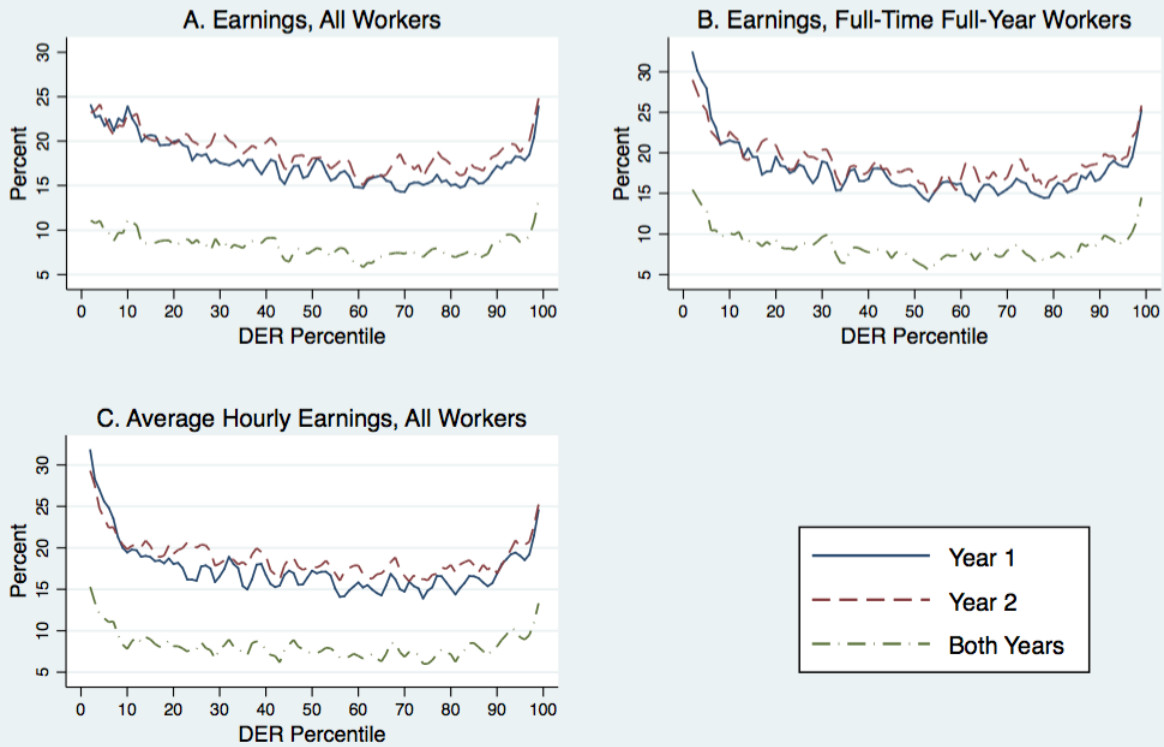 A. Earnings, All Workers
Percent
30
25
20
15
10
5
0 10 20 30 40 50 60 70 80 90 100
DER Percentile
B. Earnings, Full-Time Full-Year Workers
Percent
30
25
20
15
10
5
0 10 20 30 40 50 60 70 80 90 100
DER Percentile
C. Average Hourly Earnings, All Workers
Percent
30
25
20
15
10
5
0 10 20 30 40 50 60 70 80 90 100
DER Percentile
Year 1
Year 2
Both Years